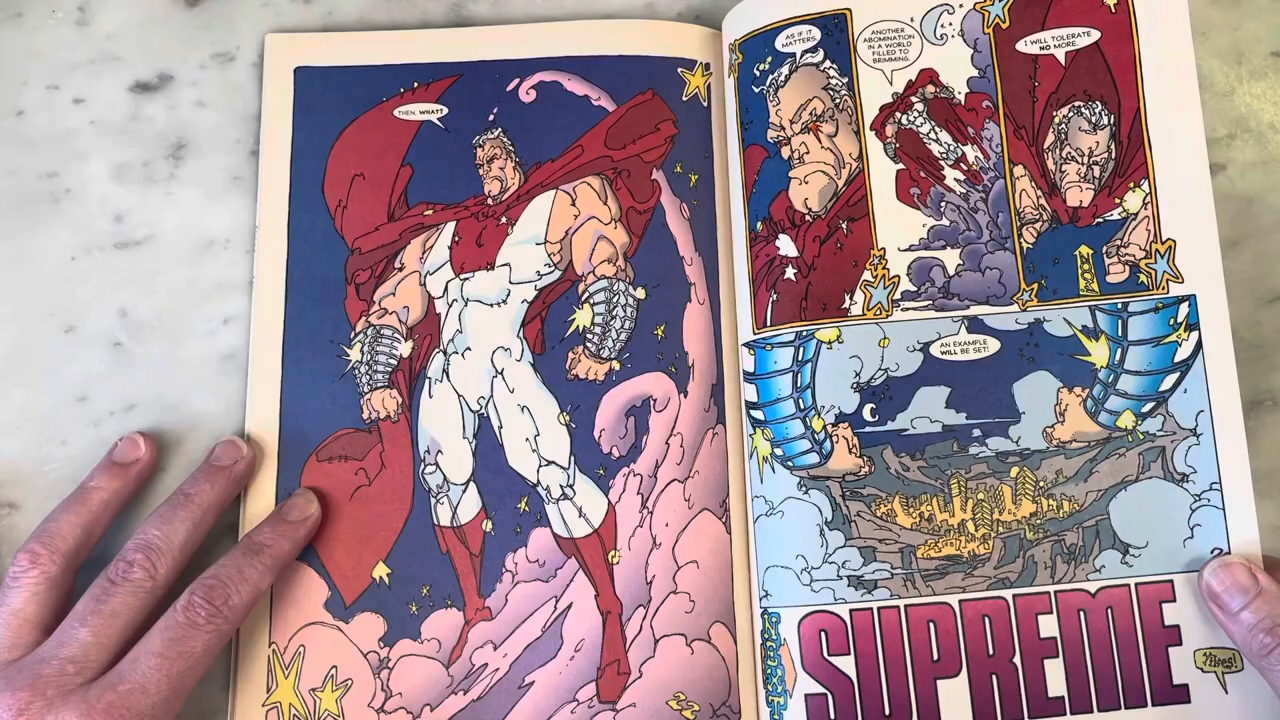 THEN, WHAT?
22
AS IF IT
MATTERS.
ANOTHER
ABOMINATION
IN A WORLD
FILLED TO
BRIMMING.
I WILL TOLERATE
NO MORE.
ZOOM!
AN EXAMPLE
WILL BE SET!
NEXT
SUPREME
Yikes!